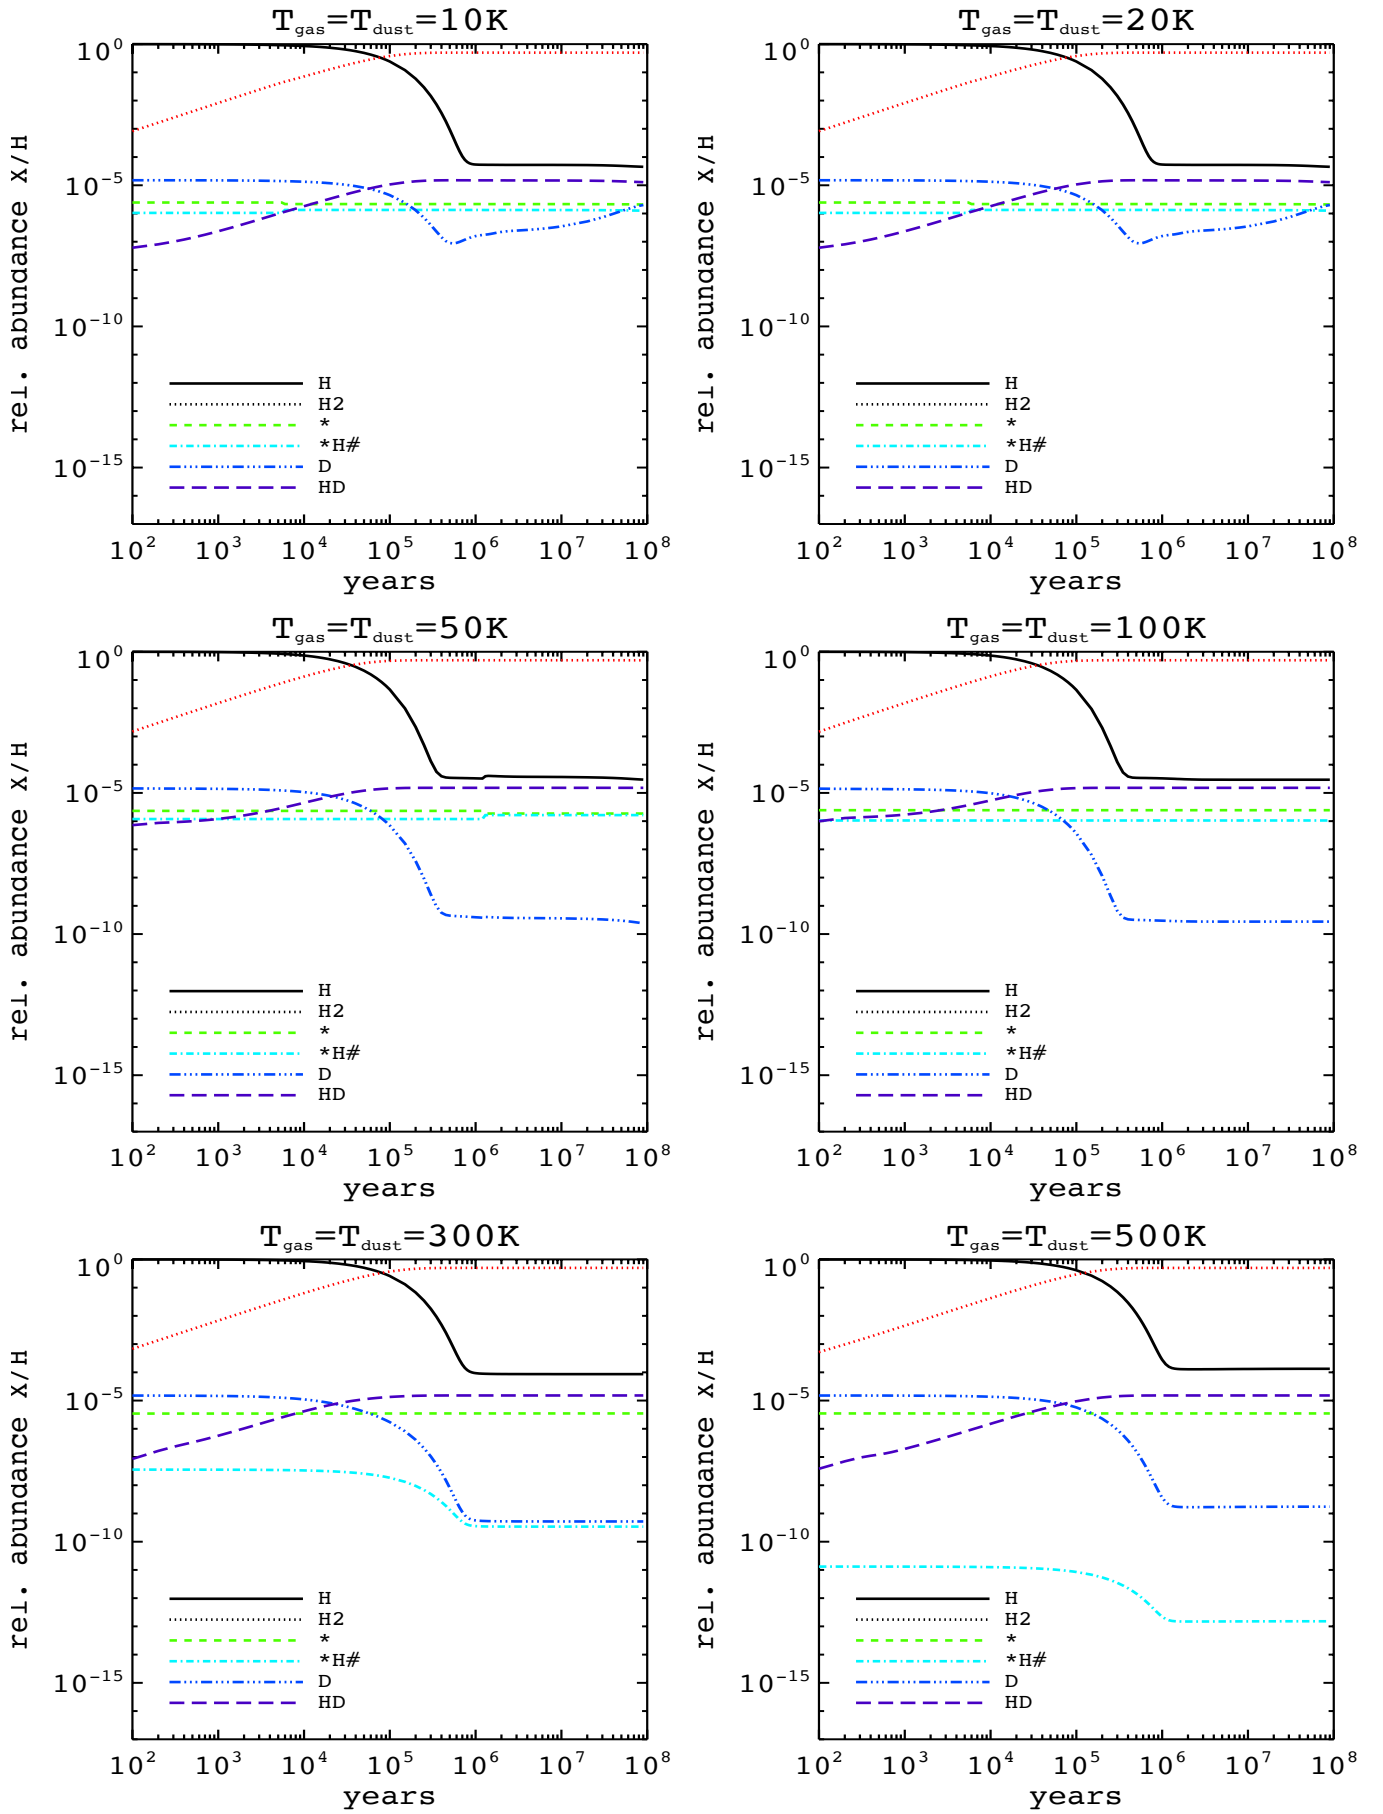 T_gas=T_dust=10K
rel. abundance X/H
10^0
10^-5
10^-10
10^-15
H
H2
*
*H#
D
HD
10^2 10^3 10^4 10^5 10^6 10^7 10^8
years
T_gas=T_dust=20K
rel. abundance X/H
10^0
10^-5
10^-10
10^-15
H
H2
*
*H#
D
HD
10^2 10^3 10^4 10^5 10^6 10^7 10^8
years
T_gas=T_dust=50K
rel. abundance X/H
10^0
10^-5
10^-10
10^-15
H
H2
*
*H#
D
HD
10^2 10^3 10^4 10^5 10^6 10^7 10^8
years
T_gas=T_dust=100K
rel. abundance X/H
10^0
10^-5
10^-10
10^-15
H
H2
*
*H#
D
HD
10^2 10^3 10^4 10^5 10^6 10^7 10^8
years
T_gas=T_dust=300K
rel. abundance X/H
10^0
10^-5
10^-10
10^-15
H
H2
*
*H#
D
HD
10^2 10^3 10^4 10^5 10^6 10^7 10^8
years
T_gas=T_dust=500K
rel. abundance X/H
10^0
10^-5
10^-10
10^-15
H
H2
*
*H#
D
HD
10^2 10^3 10^4 10^5 10^6 10^7 10^8
years